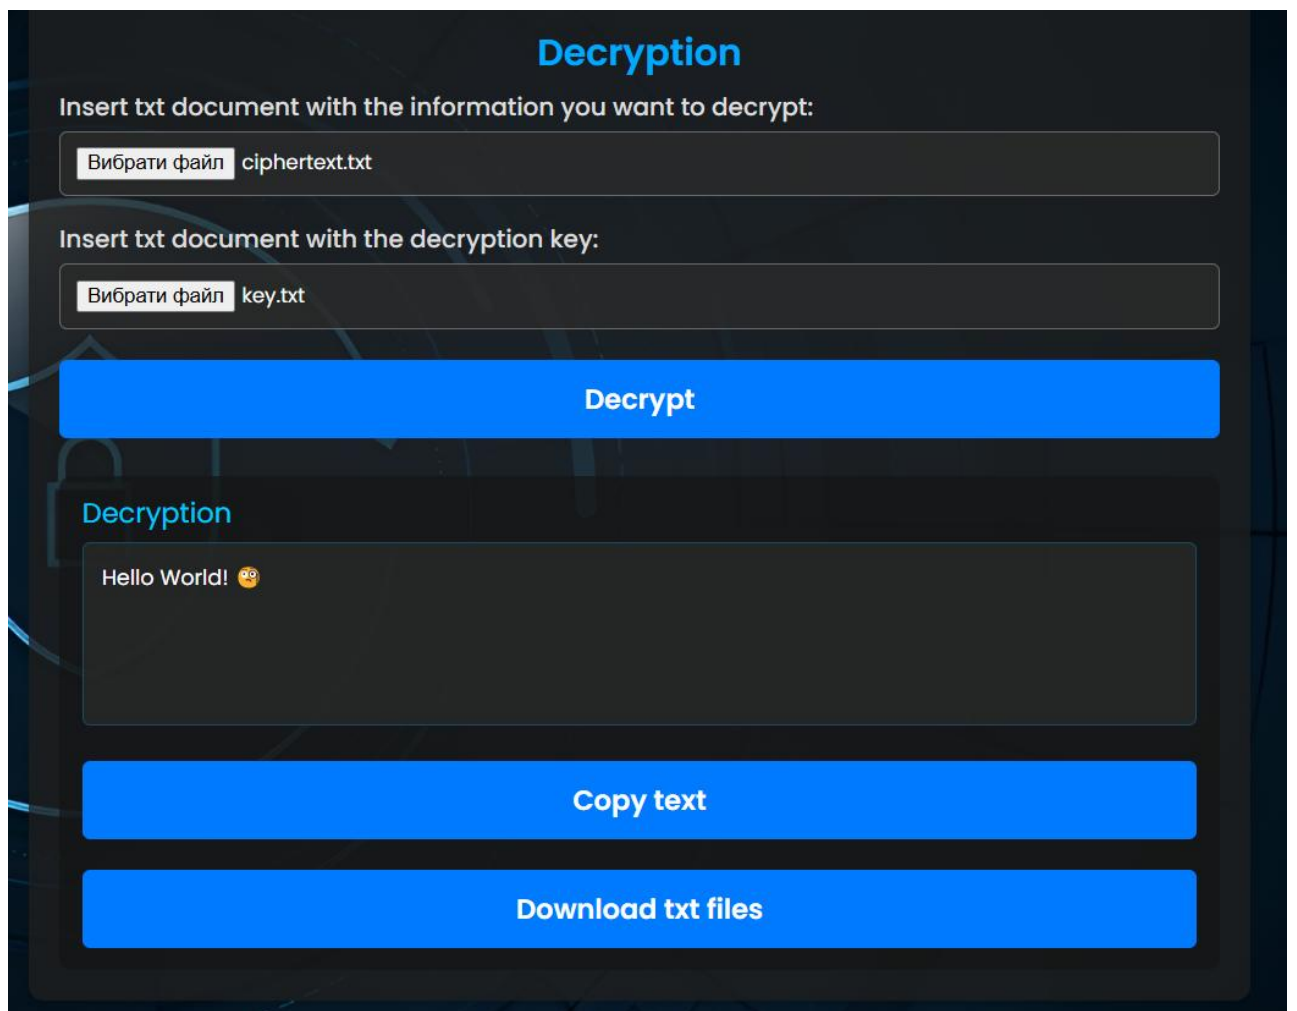 Decryption
Insert txt document with the information you want to decrypt:
Вибрати файл ciphertext.txt
Insert txt document with the decryption key:
Вибрати файл key.txt
Decrypt
Decryption
Hello World! 🧐
Copy text
Download txt files